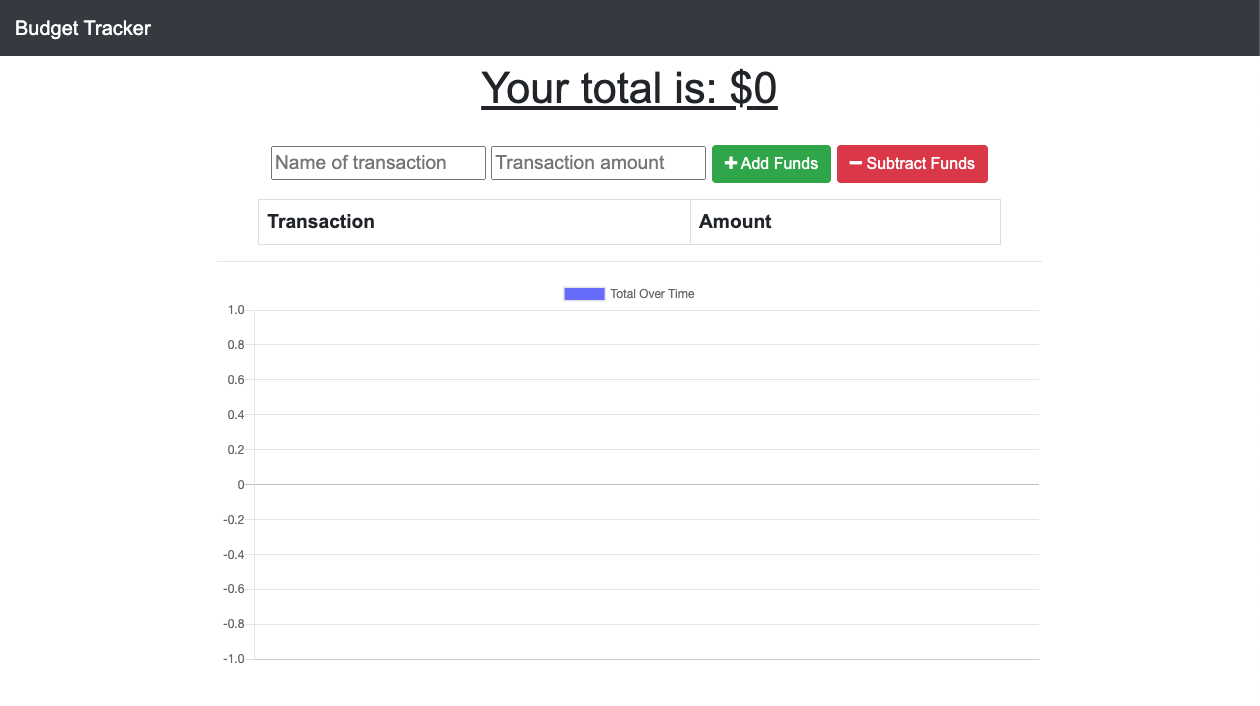 Budget Tracker
Your total is: $0
Name of transaction Transaction amount Add Funds Subtract Funds
Transaction Amount
Total Over Time
1.0
0.8
0.6
0.4
0.2
0
-0.2
-0.4
-0.6
-0.8
-1.0